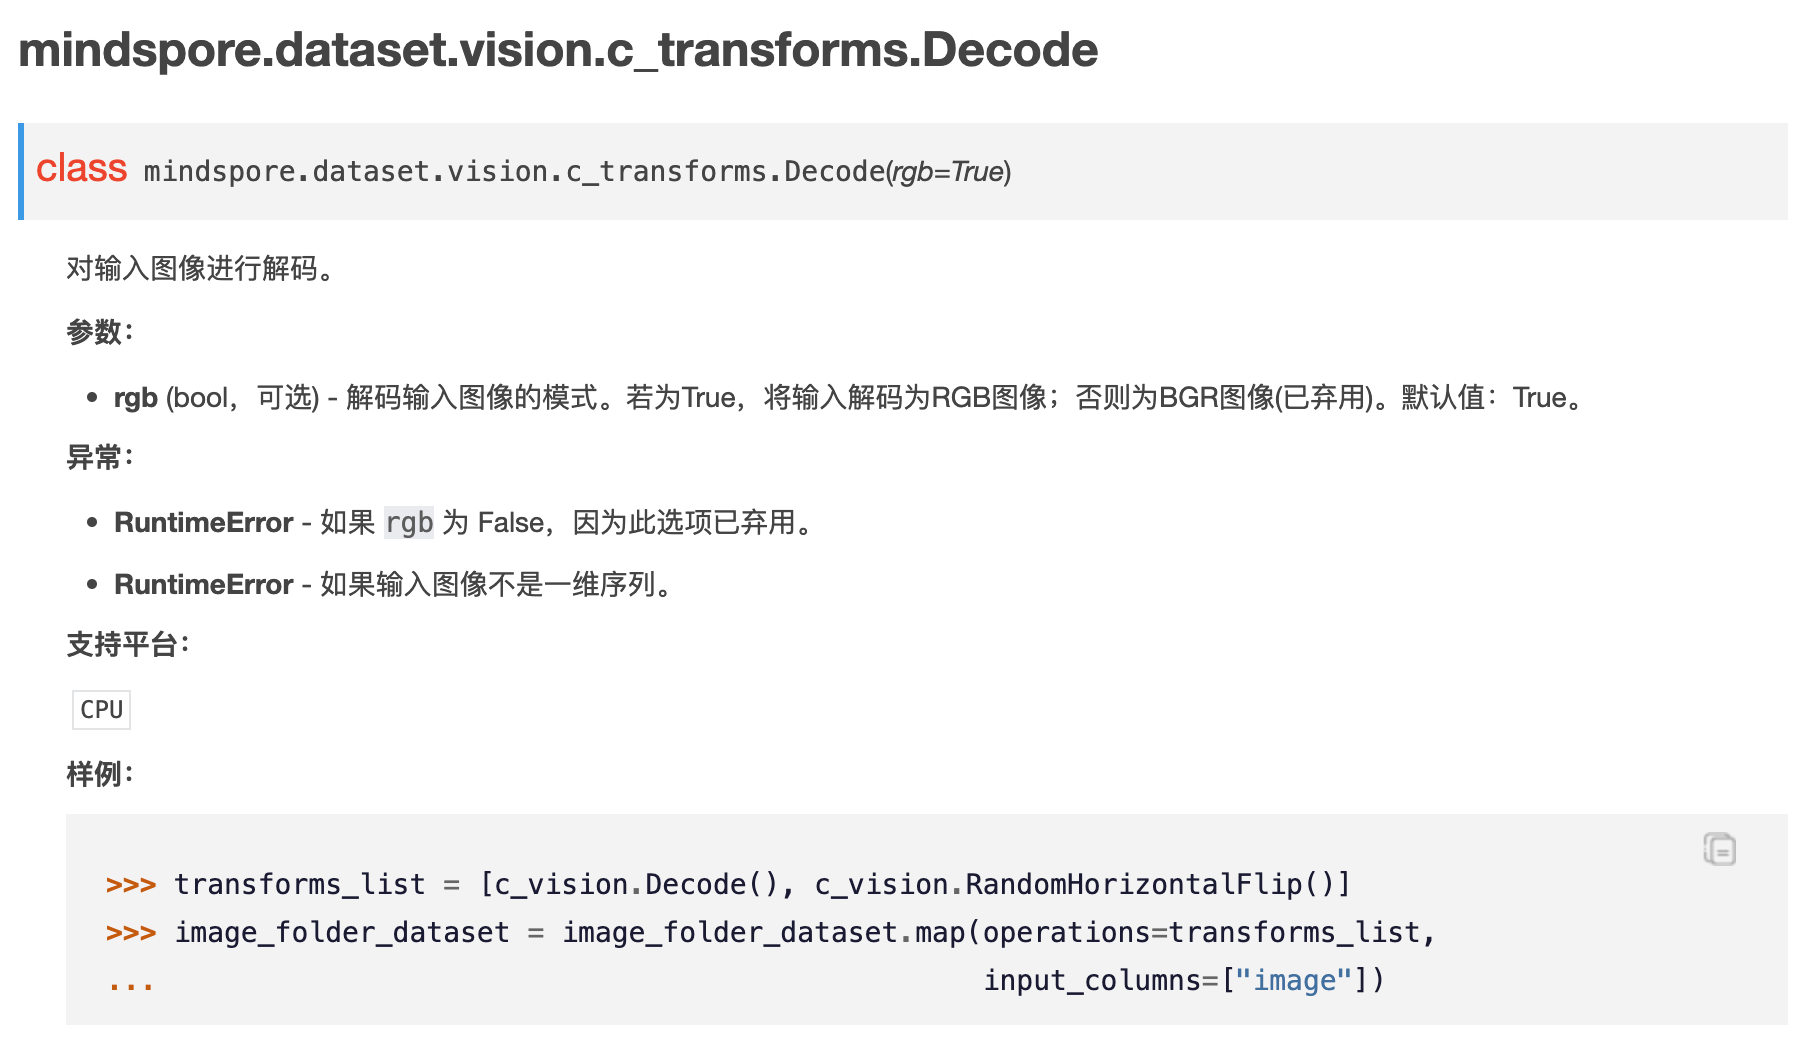 mindspore.dataset.vision.c_transforms.Decode
class mindspore.dataset.vision.c_transforms.Decode(rgb=True)
对输入图像进行解码。
参数：
• rgb (bool，可选) - 解码输入图像的模式。若为True，将输入解码为RGB图像；否则为BGR图像(已弃用)。默认值：True。
异常：
• RuntimeError - 如果 rgb 为 False，因为此选项已弃用。
• RuntimeError - 如果输入图像不是一维序列。
支持平台：
CPU
样例：
>>> transforms_list = [c_vision.Decode(), c_vision.RandomHorizontalFlip()]
>>> image_folder_dataset = image_folder_dataset.map(operations=transforms_list,
...                                                 input_columns=["image"])